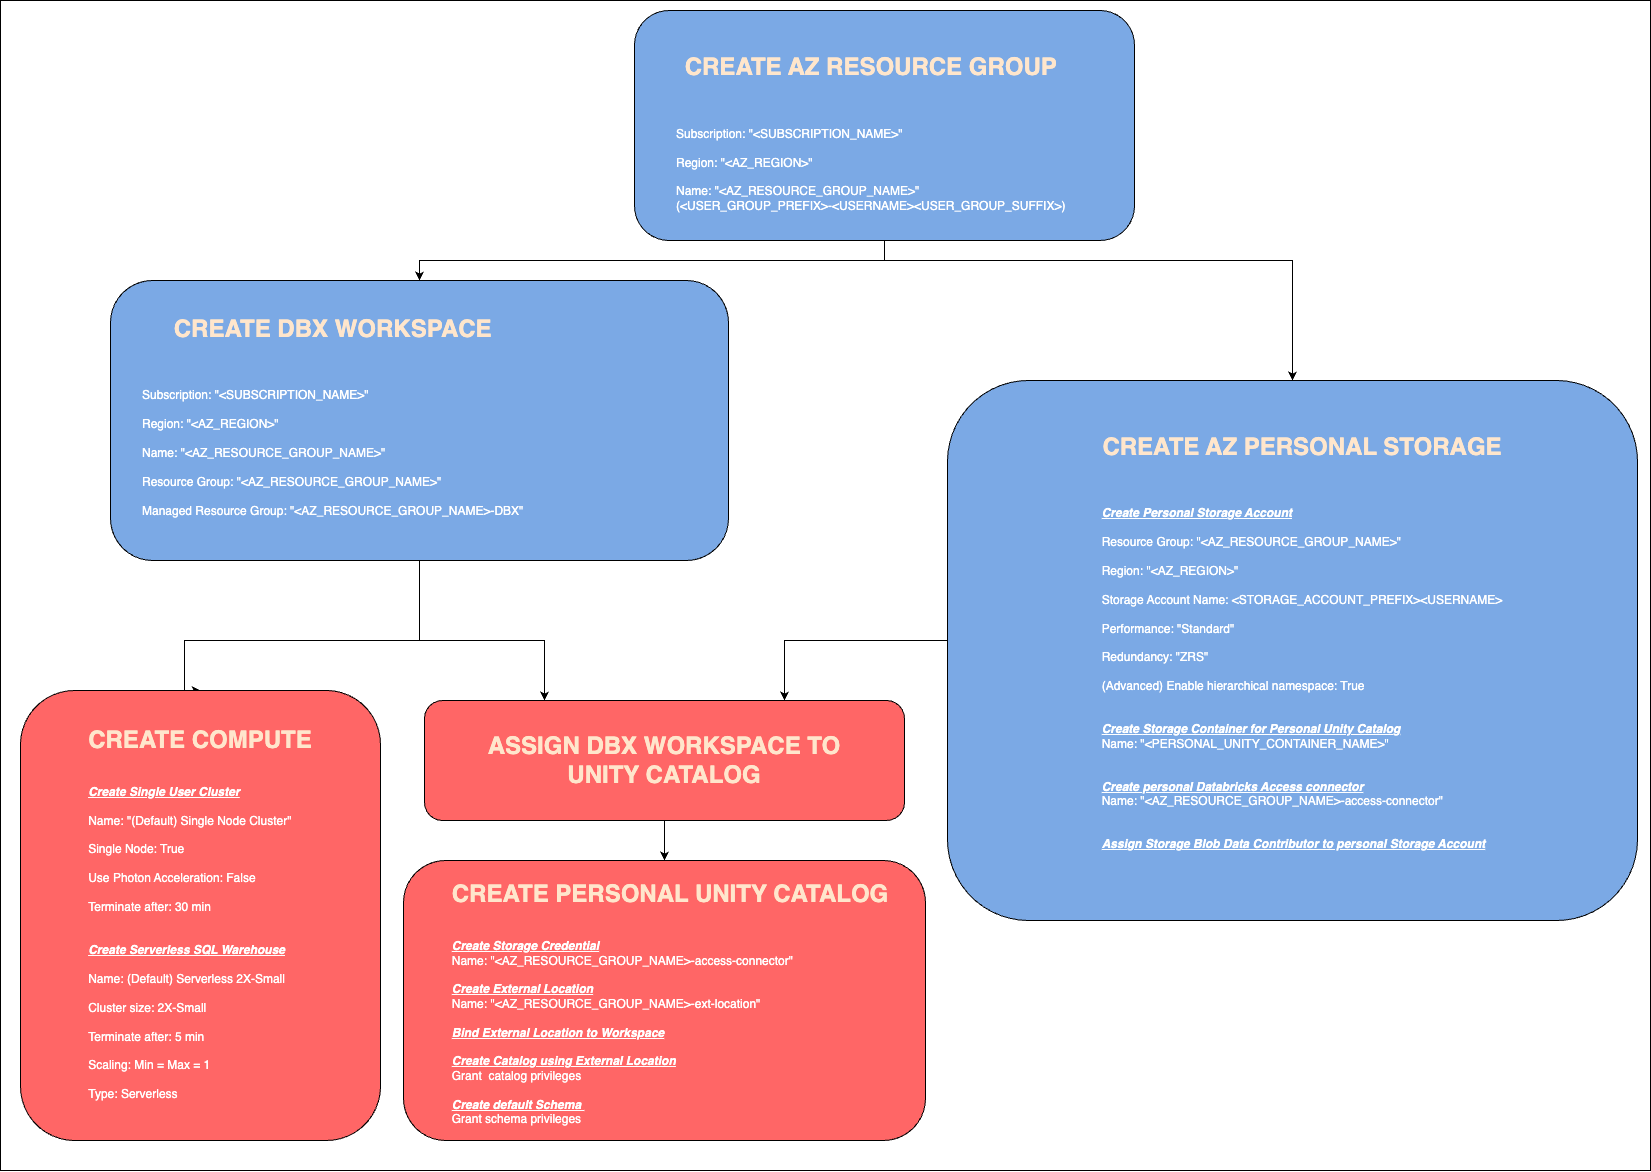 CREATE AZ RESOURCE GROUP
Subscription: "<SUBSCRIPTION_NAME>"
Region: "<AZ_REGION>"
Name: "<AZ_RESOURCE_GROUP_NAME>"
(<USER_GROUP_PREFIX>-<USERNAME><USER_GROUP_SUFFIX>)
CREATE DBX WORKSPACE
Subscription: "<SUBSCRIPTION_NAME>"
Region: "<AZ_REGION>"
Name: "<AZ_RESOURCE_GROUP_NAME>"
Resource Group: "<AZ_RESOURCE_GROUP_NAME>"
Managed Resource Group: "<AZ_RESOURCE_GROUP_NAME>-DBX"
CREATE AZ PERSONAL STORAGE
Create Personal Storage Account
Resource Group: "<AZ_RESOURCE_GROUP_NAME>"
Region: "<AZ_REGION>"
Storage Account Name: <STORAGE_ACCOUNT_PREFIX><USERNAME>
Performance: "Standard"
Redundancy: "ZRS"
(Advanced) Enable hierarchical namespace: True
Create Storage Container for Personal Unity Catalog
Name: "<PERSONAL_UNITY_CONTAINER_NAME>"
Create personal Databricks Access connector
Name: "<AZ_RESOURCE_GROUP_NAME>-access-connector"
Assign Storage Blob Data Contributor to personal Storage Account
CREATE COMPUTE
Create Single User Cluster
Name: "(Default) Single Node Cluster"
Single Node: True
Use Photon Acceleration: False
Terminate after: 30 min
Create Serverless SQL Warehouse
Name: (Default) Serverless 2X-Small
Cluster size: 2X-Small
Terminate after: 5 min
Scaling: Min = Max = 1
Type: Serverless
ASSIGN DBX WORKSPACE TO
UNITY CATALOG
CREATE PERSONAL UNITY CATALOG
Create Storage Credential
Name: "<AZ_RESOURCE_GROUP_NAME>-access-connector"
Create External Location
Name: "<AZ_RESOURCE_GROUP_NAME>-ext-location"
Bind External Location to Workspace
Create Catalog using External Location
Grant  catalog privileges
Create default Schema
Grant schema privileges